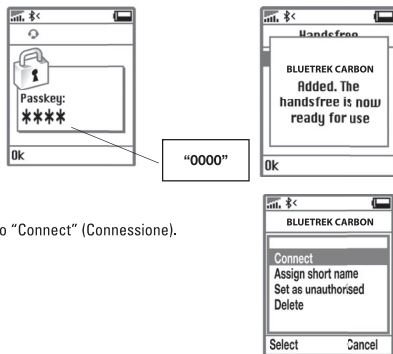 Passkey:
****
Ok
"0000"
Handsfree
BLUETREK CARBON
Added. The
handsfree is now
ready for use
Ok
o "Connect" (Connessione).
BLUETREK CARBON
Connect
Assign short name
Set as unauthorised
Delete
Select Cancel